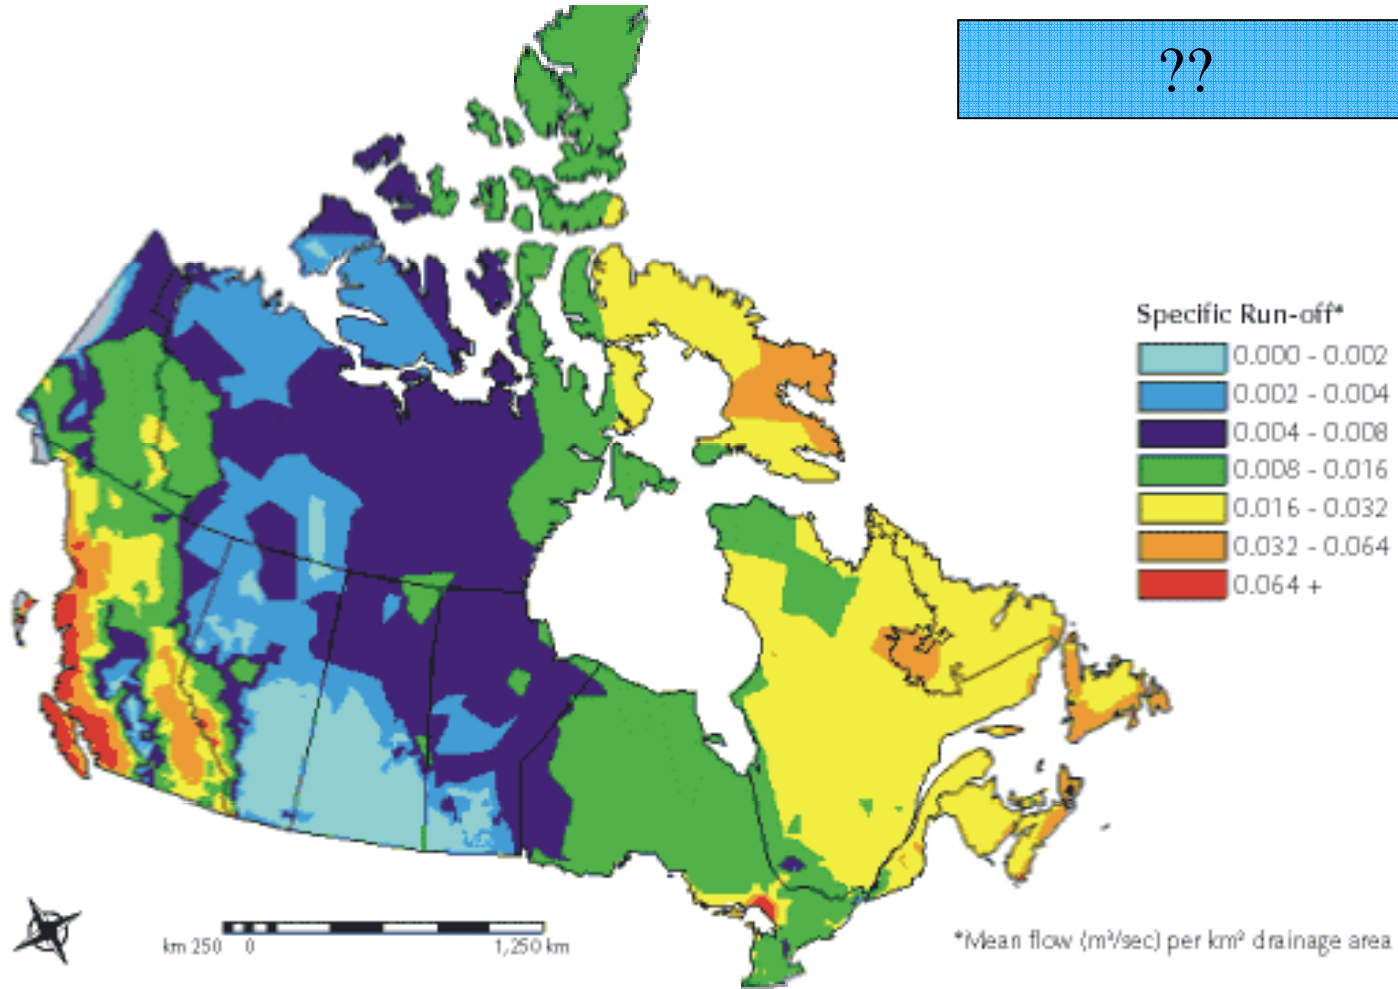 ??
Specific Run-off*
0.000 - 0.002
0.002 - 0.004
0.004 - 0.008
0.008 - 0.016
0.016 - 0.032
0.032 - 0.064
0.064 +
km 250 0 1,250 km
*Mean flow (m³/sec) per km² drainage area